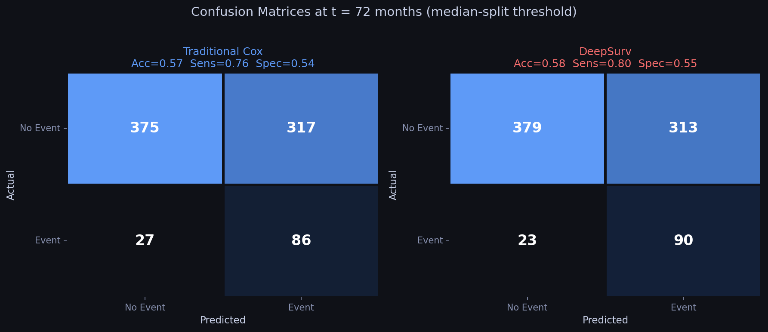 Confusion Matrices at t = 72 months (median-split threshold)
Traditional Cox
Acc=0.57 Sens=0.76 Spec=0.54
No Event
375
317
Event
27
86
No Event
Event
Actual
Predicted
DeepSurv
Acc=0.58 Sens=0.80 Spec=0.55
No Event
379
313
Event
23
90
No Event
Event
Actual
Predicted